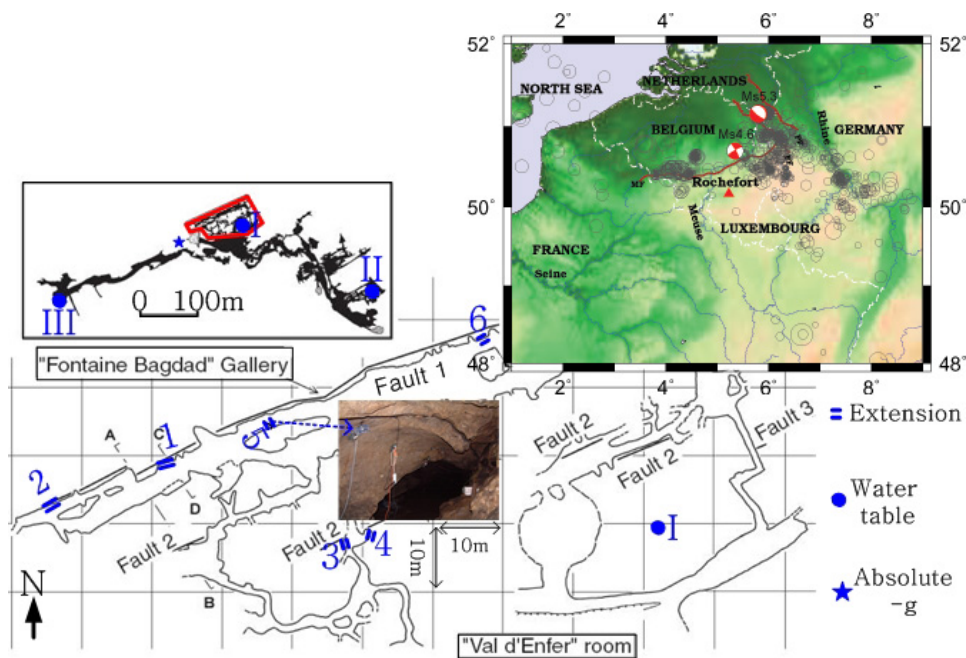 2° 4° 6° 8°
52° 52°
NORTH SEA
NETHERLANDS
Ms5.3
Ms4.6
BELGIUM
Rhine
GERMANY
MF
Rochefort
50° 50°
Meuse
LUXEMBOURG
FRANCE
Seine
48° 48°
2° 4° 6° 8°
I
II
III
0 100m
"Fontaine Bagdad" Gallery
Fault 1
6
A
C
1
5
2
D
Fault 2
Fault 2
3
4
B
10m
10m
Fault 2
Fault 3
Fault 2
I
N
"Val d'Enfer" room
Extension
Water
table
Absolute
-g